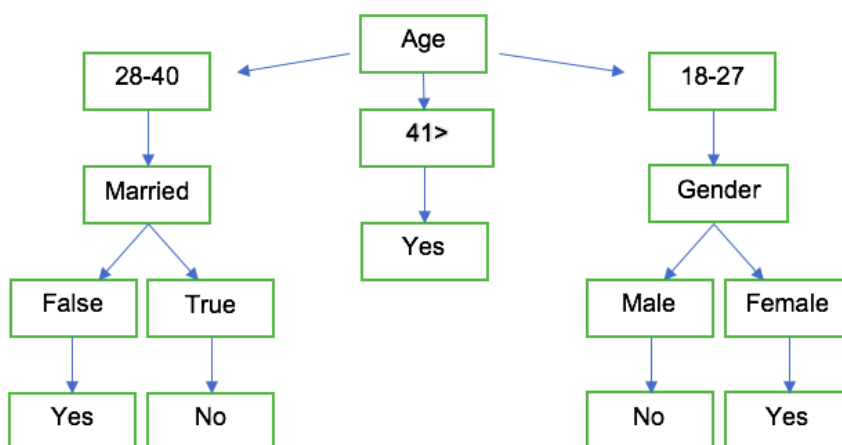 Age
28-40
18-27
41>
Married
Gender
Yes
False
True
Male
Female
Yes
No
No
Yes